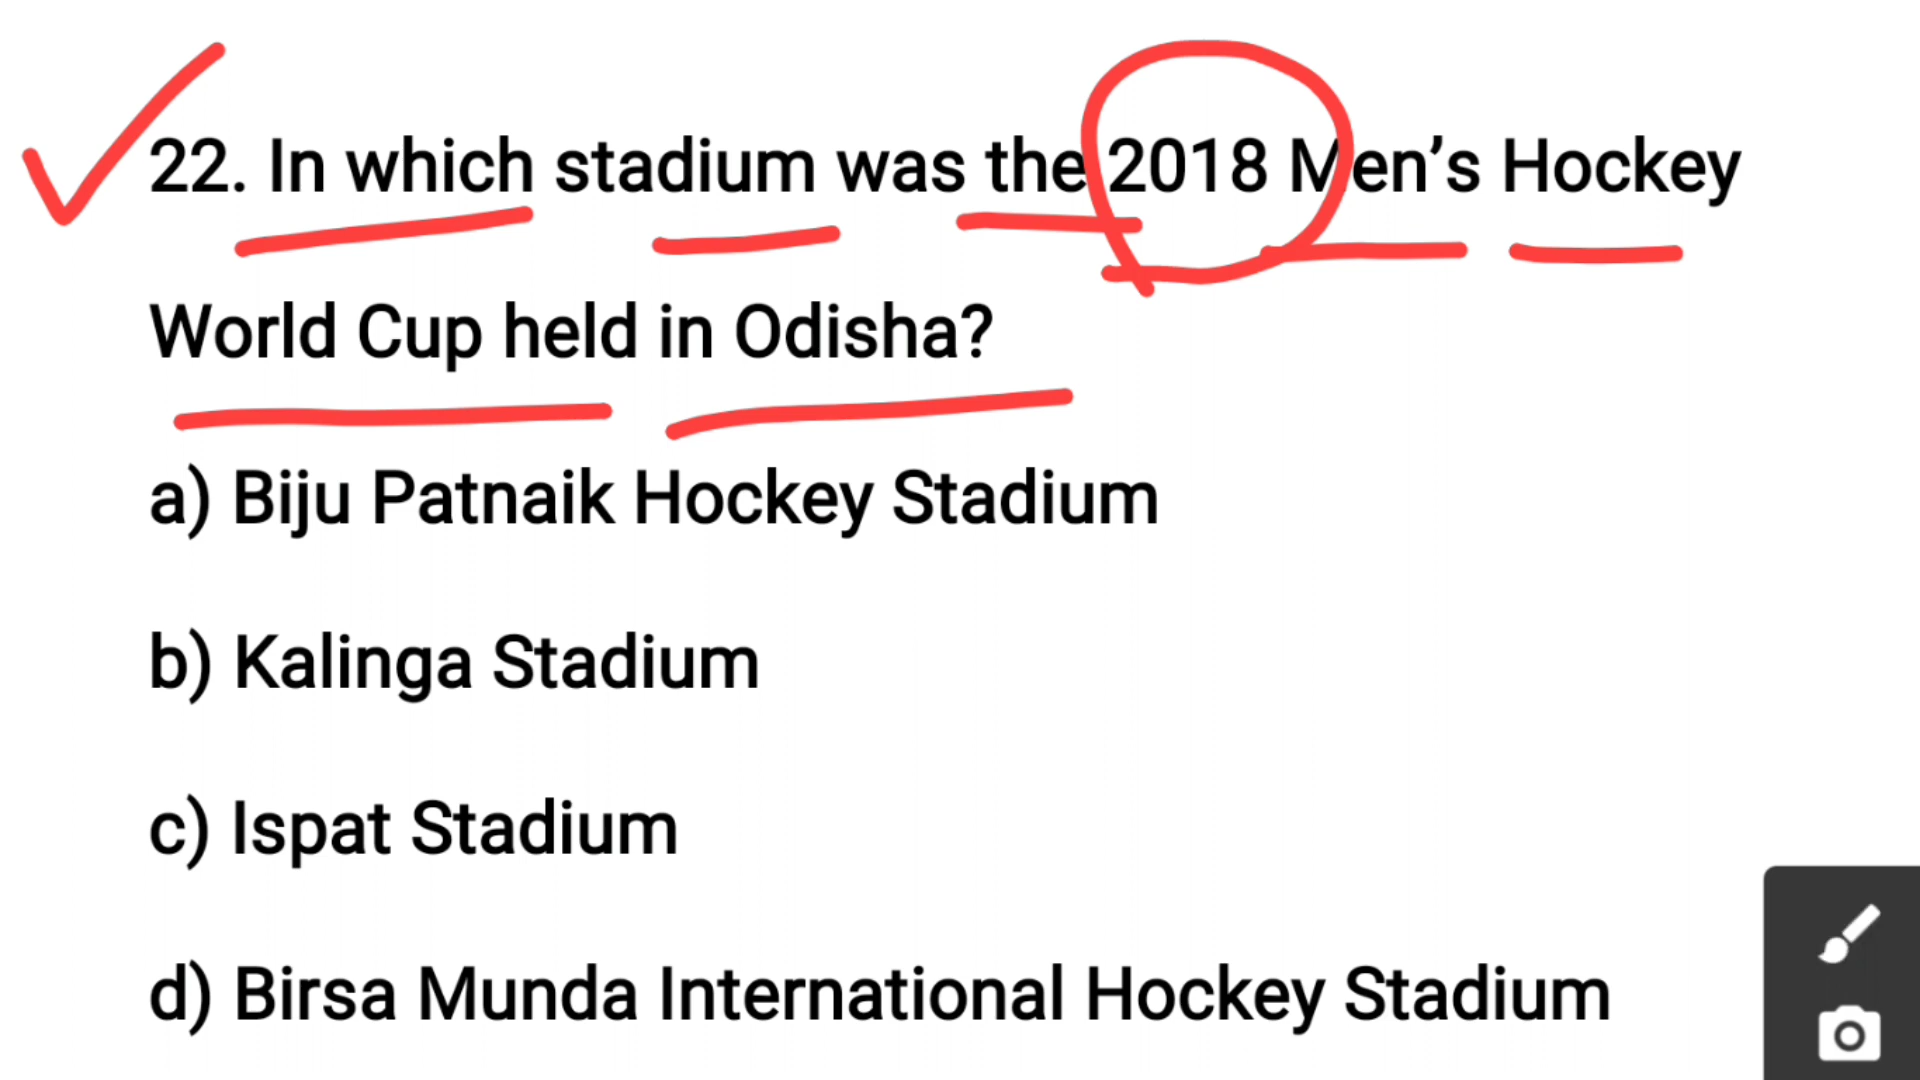 22. In which stadium was the 2018 Men’s Hockey
World Cup held in Odisha?
a) Biju Patnaik Hockey Stadium
b) Kalinga Stadium
c) Ispat Stadium
d) Birsa Munda International Hockey Stadium